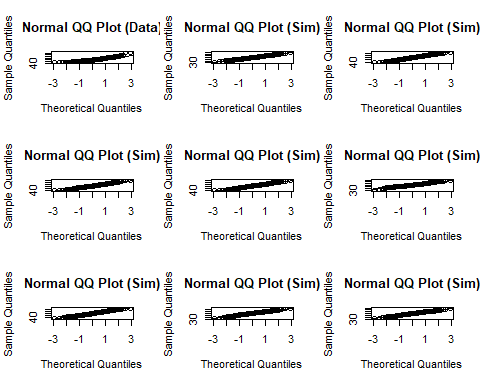 Normal QQ Plot (Data)
Sample Quantiles
40
-3 -1 1 3
Theoretical Quantiles
Normal QQ Plot (Sim)
Sample Quantiles
30
-3 -1 1 3
Theoretical Quantiles
Normal QQ Plot (Sim)
Sample Quantiles
40
-3 -1 1 3
Theoretical Quantiles
Normal QQ Plot (Sim)
Sample Quantiles
40
-3 -1 1 3
Theoretical Quantiles
Normal QQ Plot (Sim)
Sample Quantiles
40
-3 -1 1 3
Theoretical Quantiles
Normal QQ Plot (Sim)
Sample Quantiles
30
-3 -1 1 3
Theoretical Quantiles
Normal QQ Plot (Sim)
Sample Quantiles
40
-3 -1 1 3
Theoretical Quantiles
Normal QQ Plot (Sim)
Sample Quantiles
30
-3 -1 1 3
Theoretical Quantiles
Normal QQ Plot (Sim)
Sample Quantiles
30
-3 -1 1 3
Theoretical Quantiles